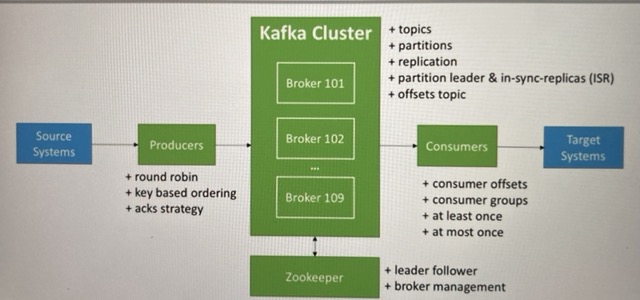 Kafka Cluster
+ topics
+ partitions
+ replication
+ partition leader & in-sync-replicas (ISR)
+ offsets topic
Broker 101
Source
Systems
Producers
Broker 102
Consumers
Target
Systems
+ round robin
+ key based ordering
+ acks strategy
...
Broker 109
+ consumer offsets
+ consumer groups
+ at least once
+ at most once
Zookeeper
+ leader follower
+ broker management